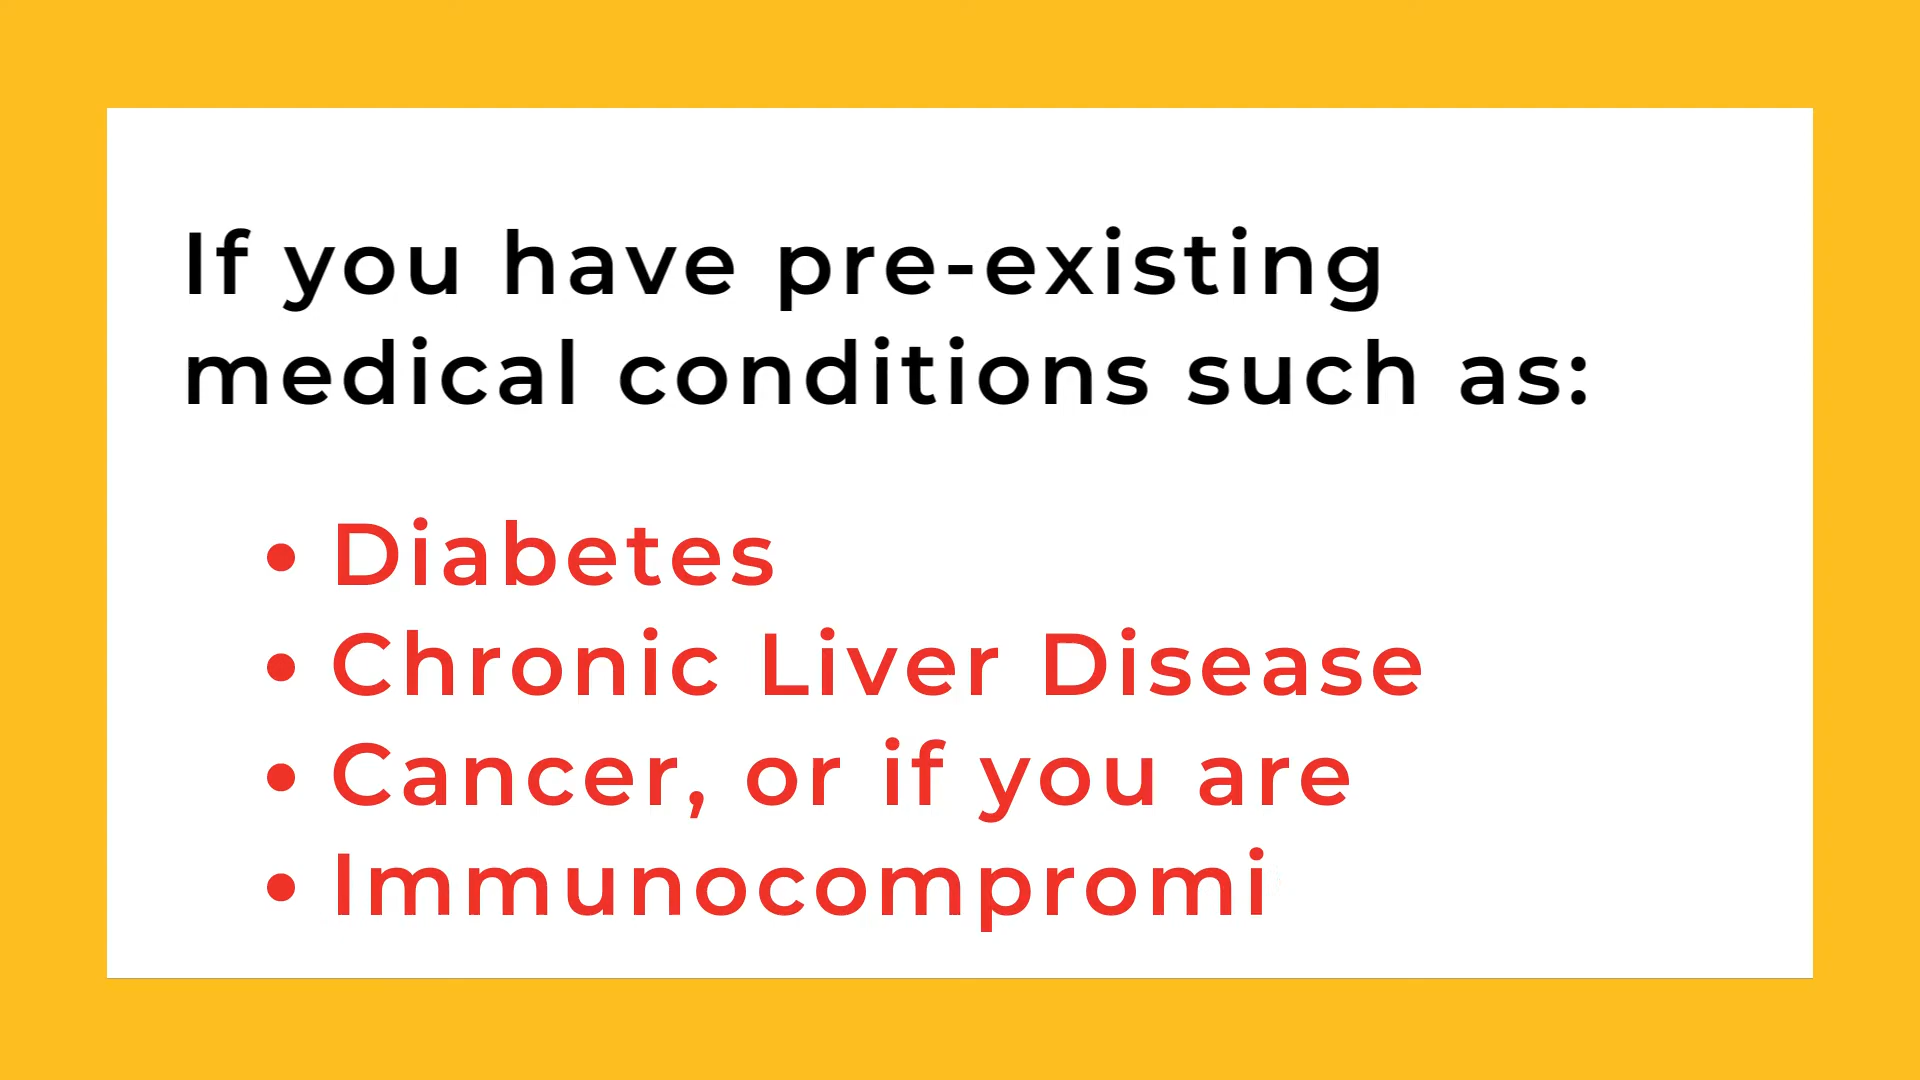 If you have pre-existing
medical conditions such as:
• Diabetes
• Chronic Liver Disease
• Cancer, or if you are
• Immunocompromi